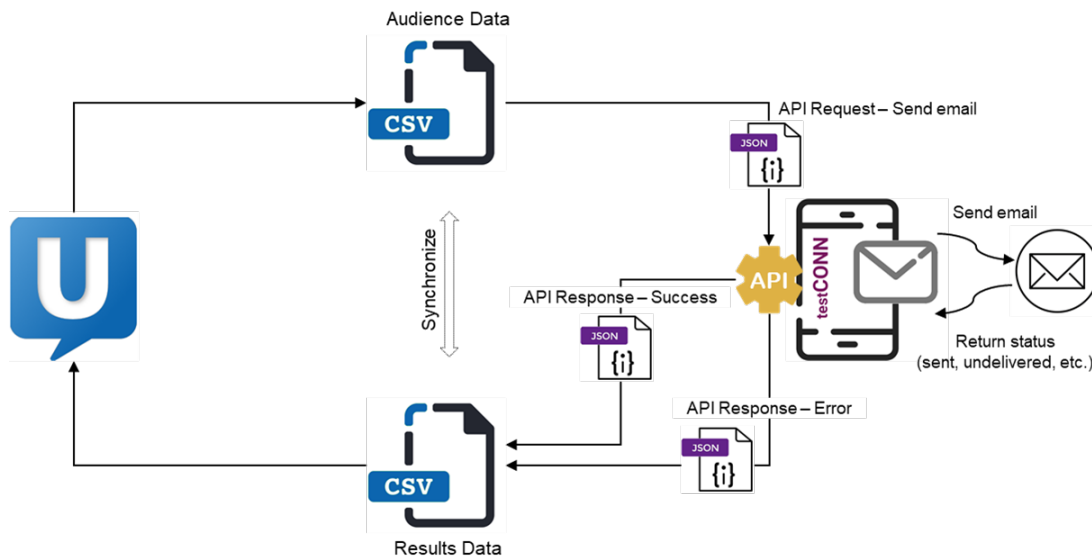 Audience Data
CSV
API Request – Send email
JSON
{i}
U
Synchronize
testCONN
Send email
API
API Response – Success
JSON
{i}
Return status
(sent, undelivered, etc.)
API Response – Error
JSON
{i}
CSV
Results Data